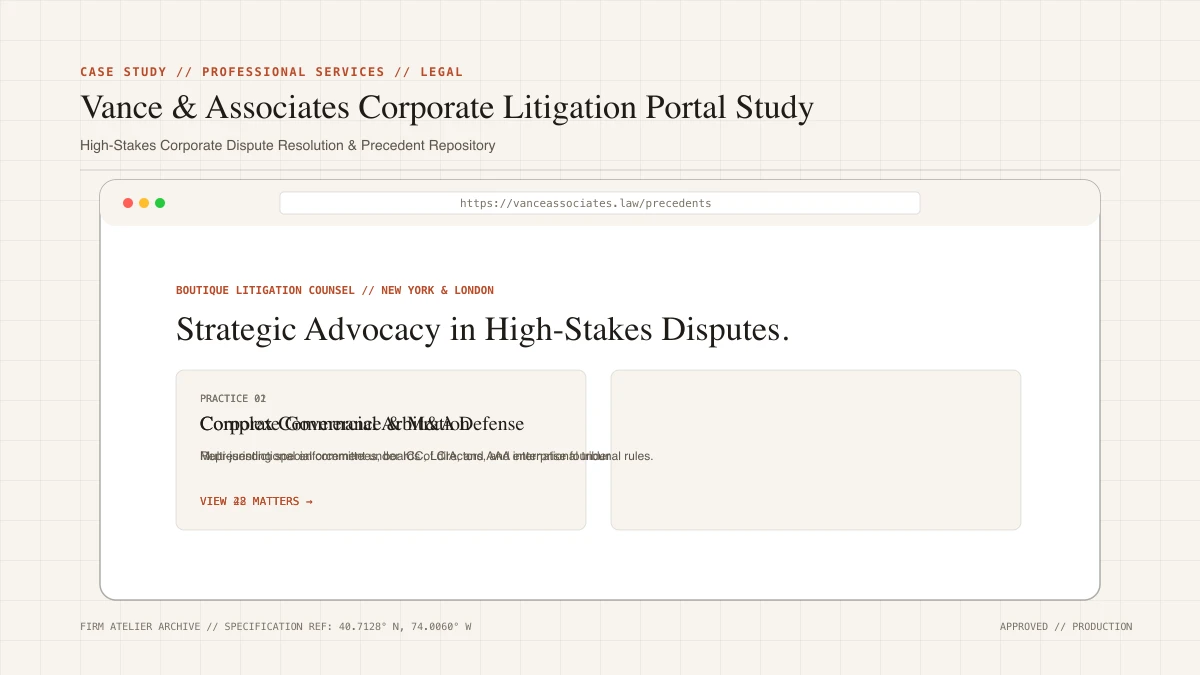 CASE STUDY // PROFESSIONAL SERVICES // LEGAL
Vance & Associates Corporate Litigation Portal Study
High-Stakes Corporate Dispute Resolution & Precedent Repository
https://vanceassociates.law/precedents
BOUTIQUE LITIGATION COUNSEL // NEW YORK & LONDON
Strategic Advocacy in High-Stakes Disputes.
PRACTICE
Defense
rules.
VIEW MATTERS →
FIRM ATELIER ARCHIVE // SPECIFICATION REF: 40.7128° N, 74.0060° W
APPROVED // PRODUCTION